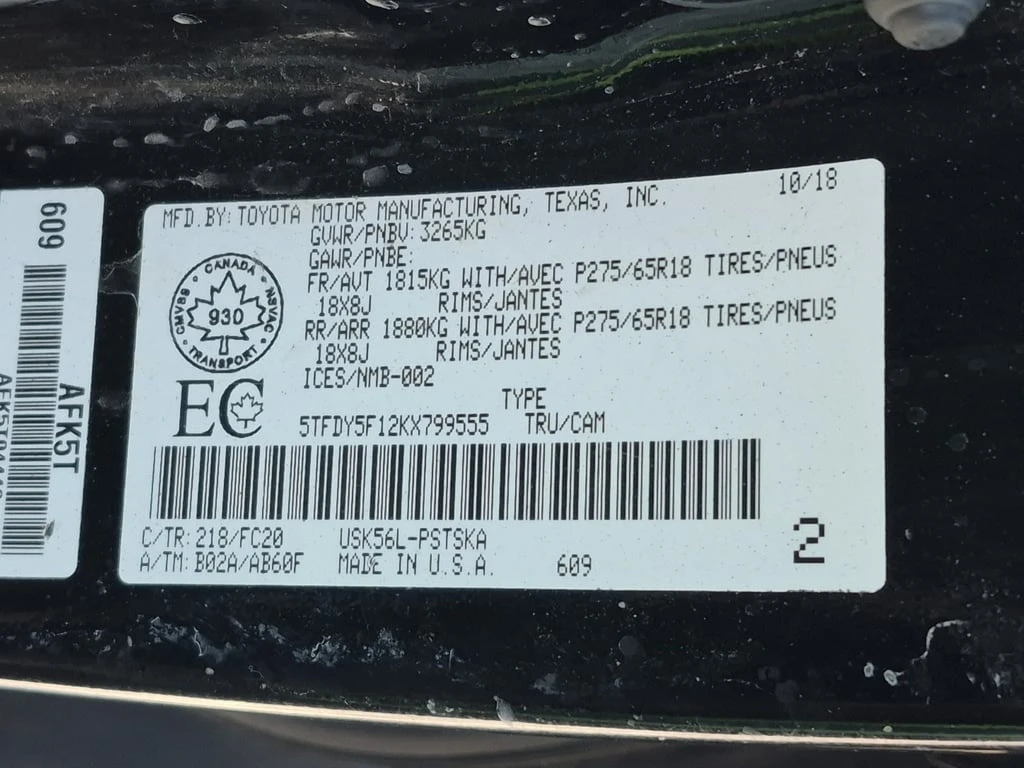 609
AFK5T
MFD.BY:TOYOTA MOTOR MANUFACTURING, TEXAS, INC. 10/18
GVWR/PNBV:3265KG
GAWR/PNBE:
FR/AVT 1815KG WITH/AVEC P275/65R18 TIRES/PNEUS
18X8J RIMS/JANTES
RR/ARR 1880KG WITH/AVEC P275/65R18 TIRES/PNEUS
18X8J RIMS/JANTES
ICES/NMB-002
CANADA
CMVSS NSVAC
930
TRANSPORT
EC
TYPE
5TFDY5F12KX799555 TRU/CAM
C/TR:218/FC20 USK56L-PSTSKA
A/TM:B02A/AB60F MADE IN U.S.A. 609
2